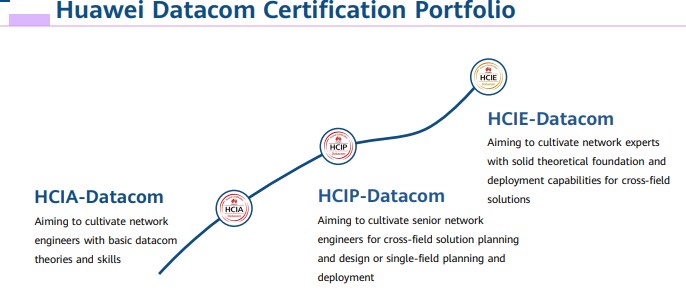 Huawei Datacom Certification Portfolio
HCIE
HCIE-Datacom
Aiming to cultivate network experts
with solid theoretical foundation and
deployment capabilities for cross-field
solutions
HCIP
HCIP-Datacom
Aiming to cultivate senior network
engineers for cross-field solution planning
and design or single-field planning and
deployment
HCIA
HCIA-Datacom
Aiming to cultivate network
engineers with basic datacom
theories and skills